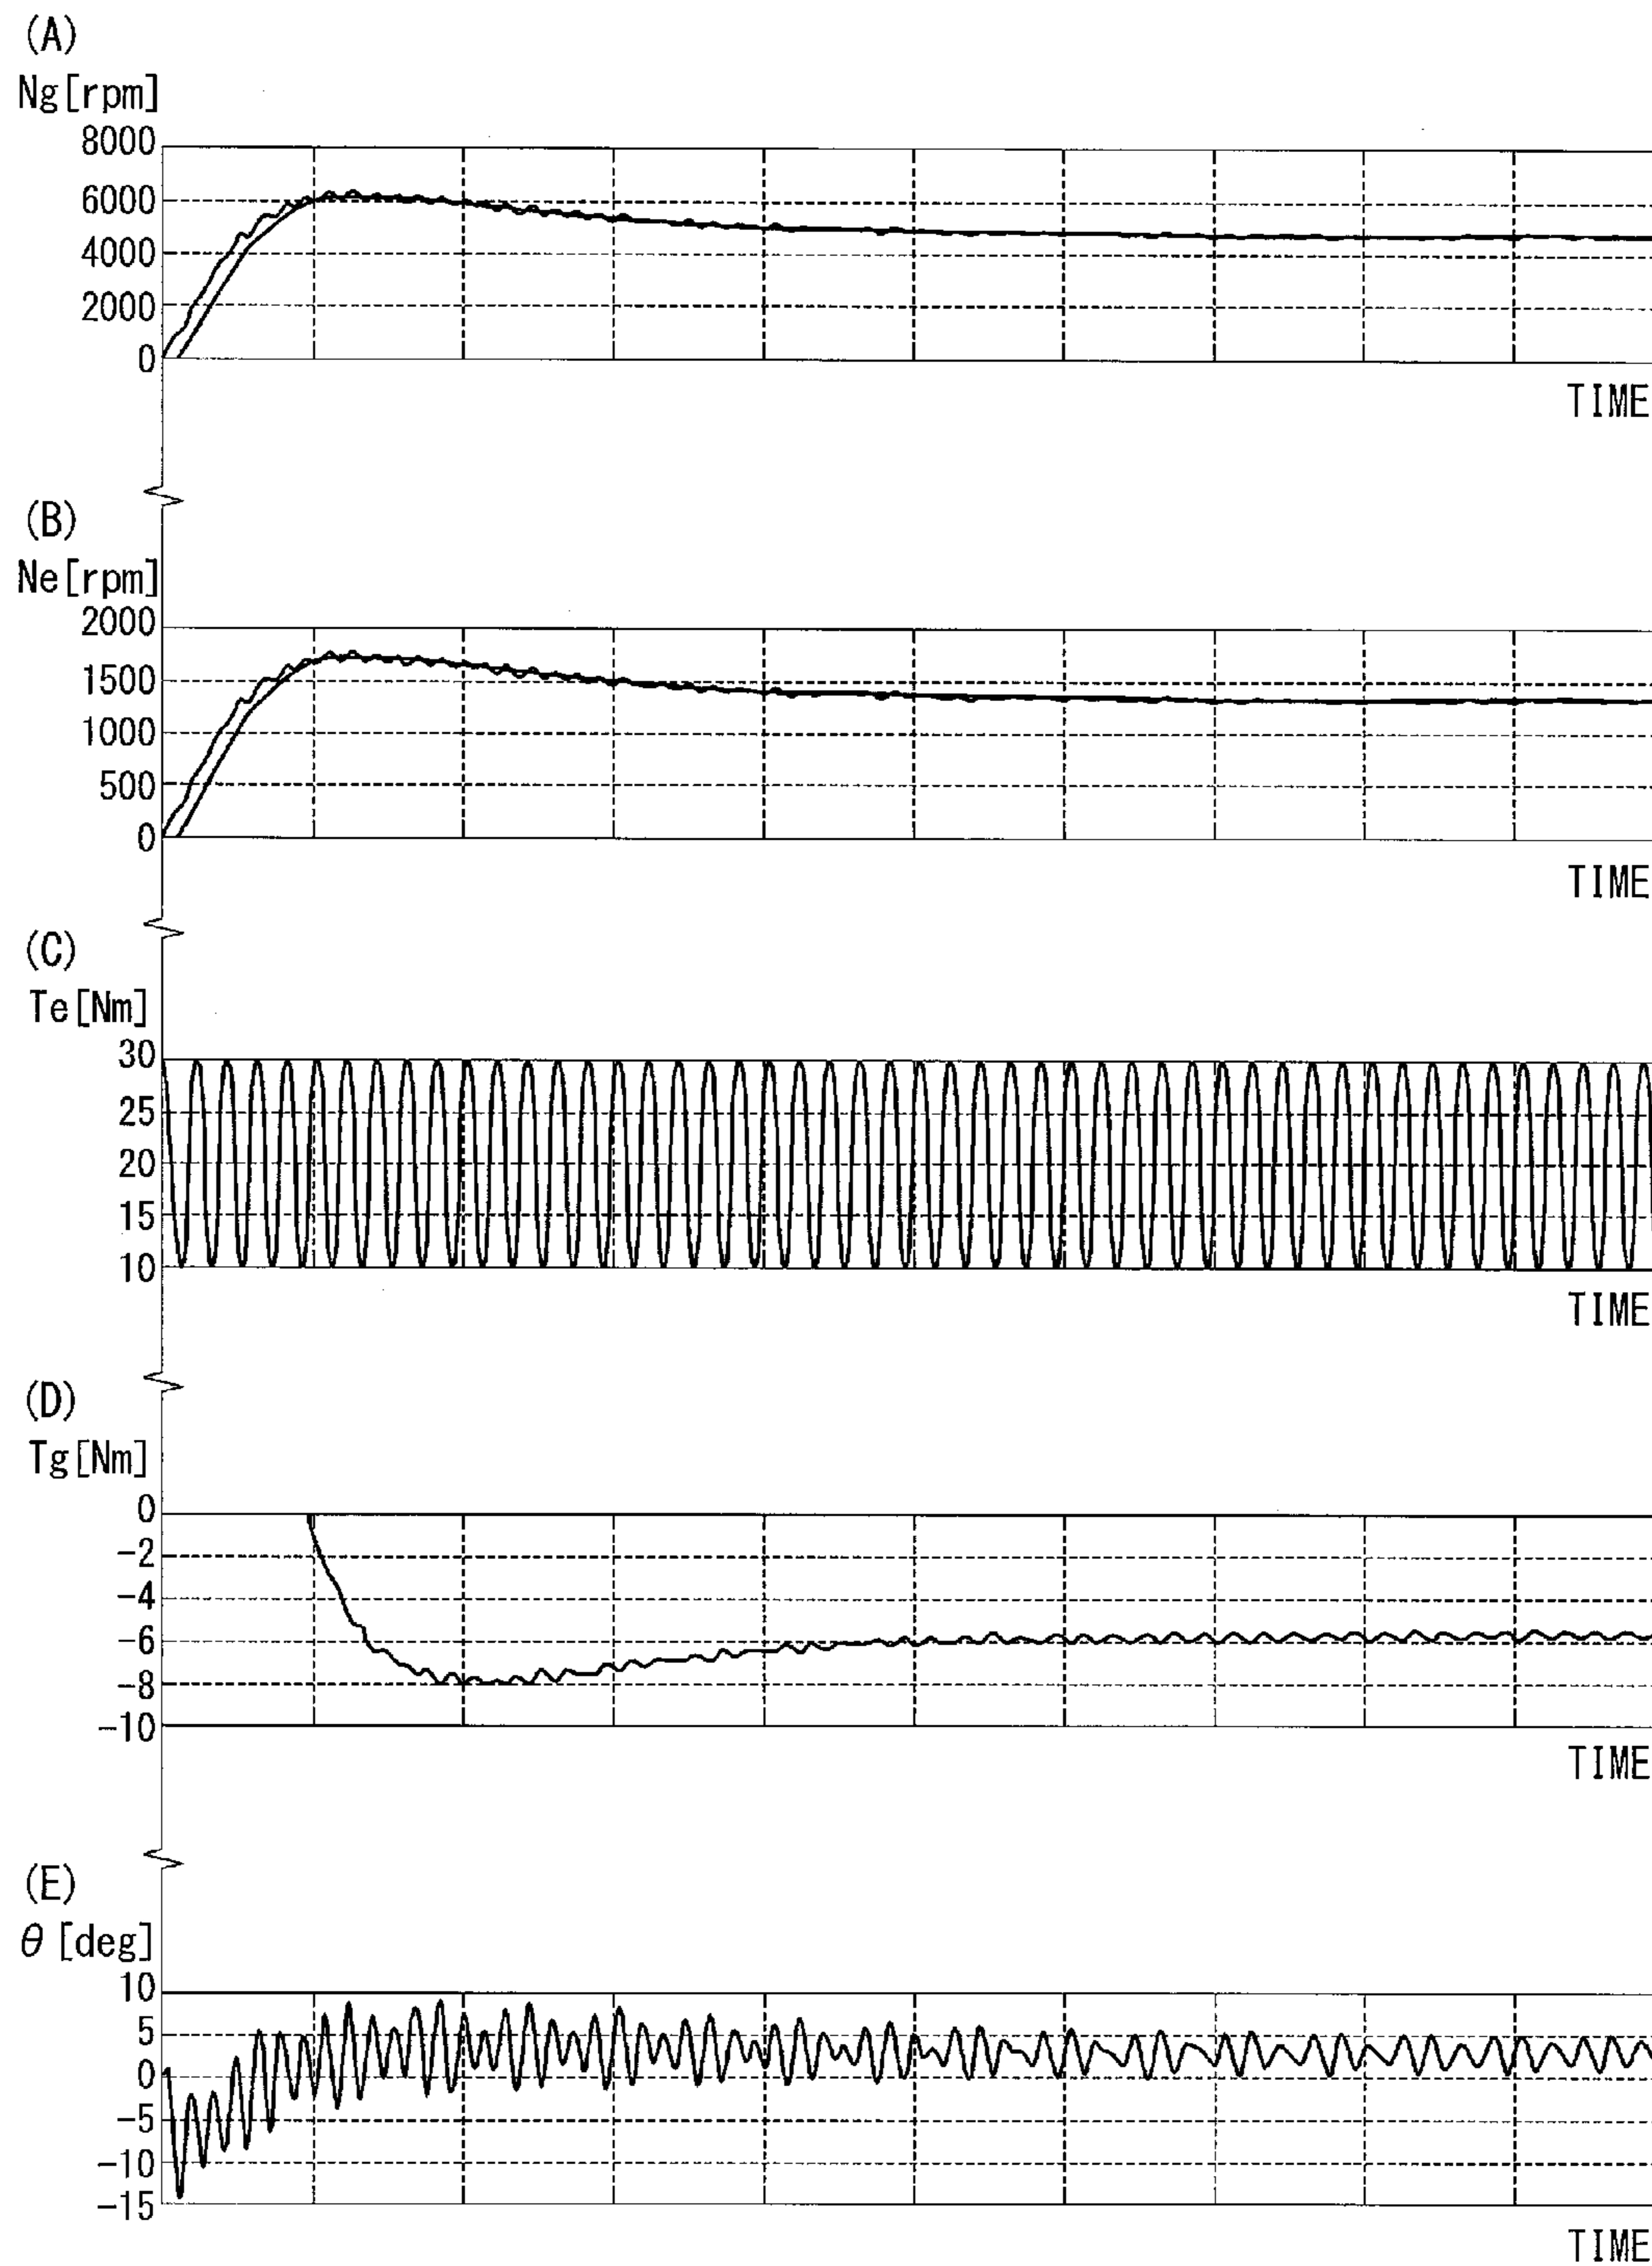 (A)
Ng[rpm]
8000
6000
4000
2000
0
TIME
(B)
Ne[rpm]
2000
1500
1000
500
0
TIME
(C)
Te[Nm]
30
25
20
15
10
TIME
(D)
Tg[Nm]
0
-2
-4
-6
-8
-10
TIME
(E)
θ [deg]
10
5
0
-5
-10
-15
TIME